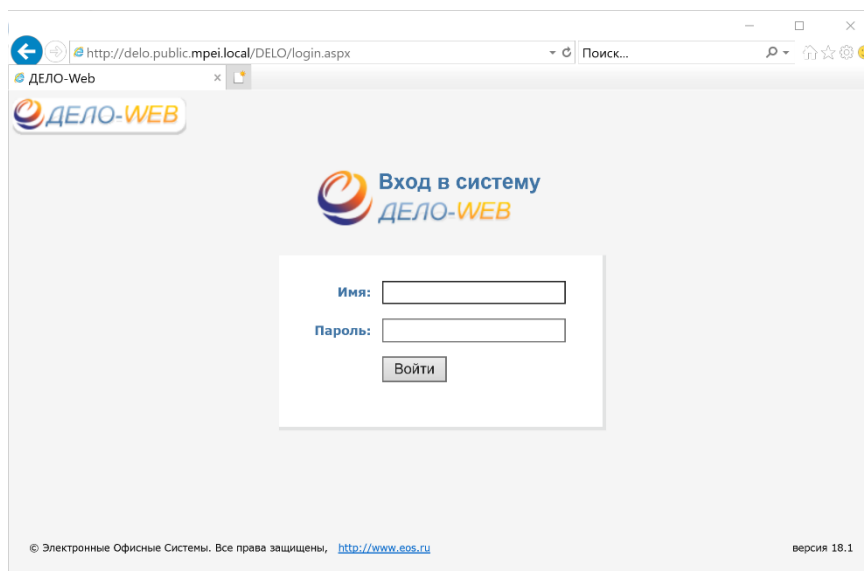 http://delo.public.mpei.local/DELO/login.aspx
Поиск...
ДЕЛО-Web
ДЕЛО-WEB
Вход в систему
ДЕЛО-WEB
Имя:
Пароль:
Войти
© Электронные Офисные Системы. Все права защищены, http://www.eos.ru
версия 18.1